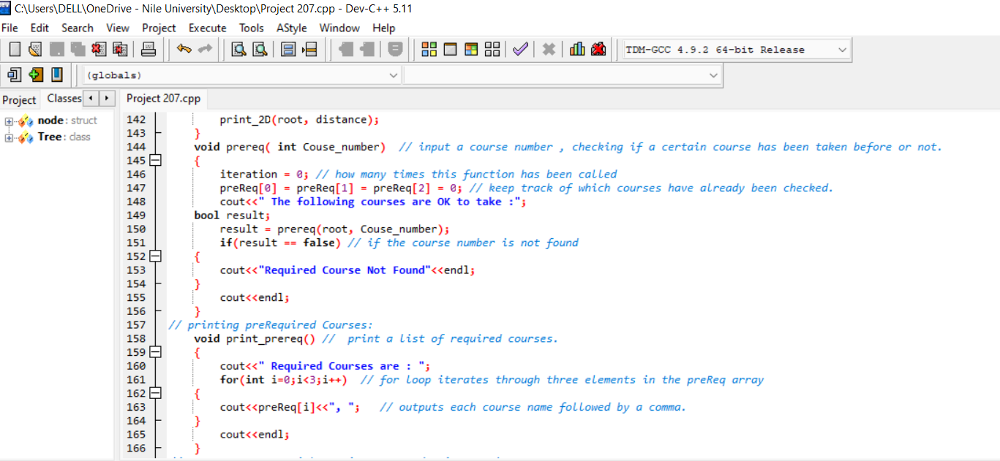 C:\Users\DELL\OneDrive - Nile University\Desktop\Project 207.cpp - Dev-C++ 5.11
File Edit Search View Project Execute Tools AStyle Window Help
TDM-GCC 4.9.2 64-bit Release
(globals)
Project Classes Project 207.cpp
node : struct
Tree : class
142 print_2D(root, distance);
143 }
144 void prereq( int Couse_number) // input a course number , checking if a certain course has been taken before or not.
145 {
146 iteration = 0; // how many times this function has been called
147 preReq[0] = preReq[1] = preReq[2] = 0; // keep track of which courses have already been checked.
148 cout<<" The following courses are OK to take :";
149 bool result;
150 result = prereq(root, Couse_number);
151 if(result == false) // if the course number is not found
152 {
153 cout<<"Required Course Not Found"<<endl;
154 }
155 cout<<endl;
156 }
157 // printing preRequired Courses:
158 void print_prereq() // print a list of required courses.
159 {
160 cout<<" Required Courses are : ";
161 for(int i=0;i<3;i++) // for loop iterates through three elements in the preReq array
162 {
163 cout<<preReq[i]<<", "; // outputs each course name followed by a comma.
164 }
165 cout<<endl;
166 }